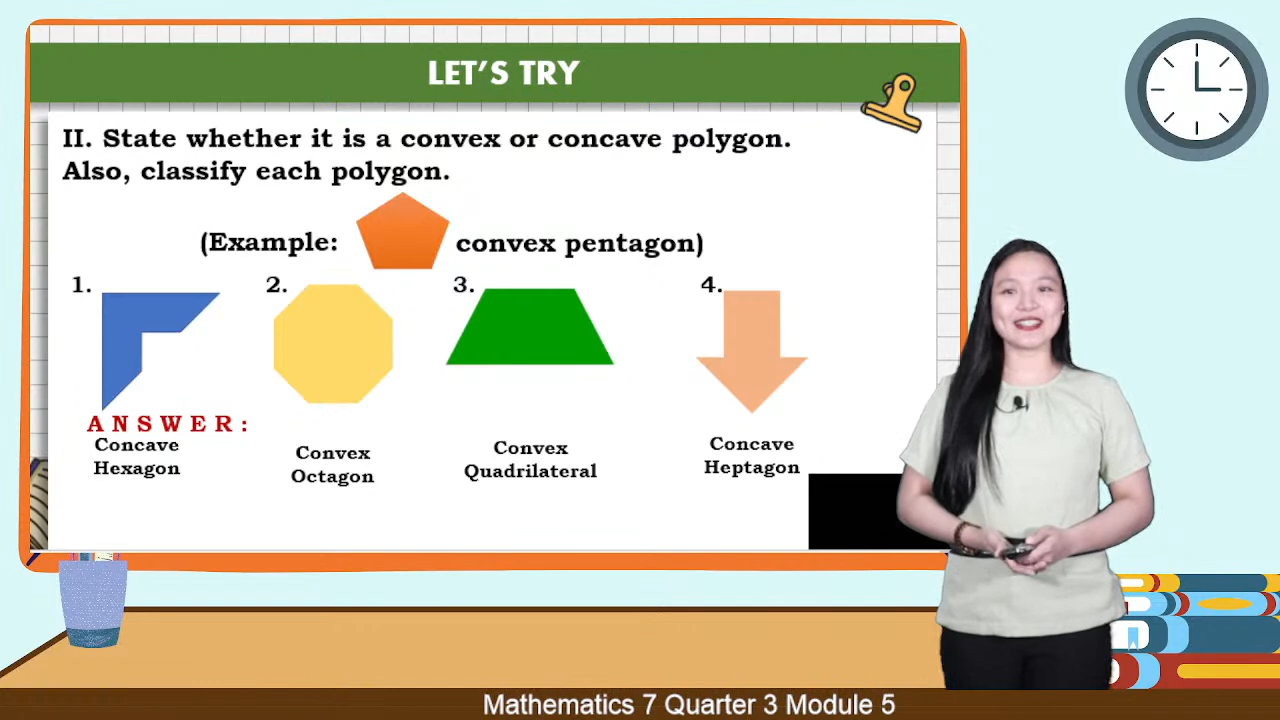 LET'S TRY
II. State whether it is a convex or concave polygon.
Also, classify each polygon.
(Example: convex pentagon)
1. 2. 3. 4.
ANSWER:
Concave
Hexagon
Convex
Octagon
Convex
Quadrilateral
Concave
Heptagon
Mathematics 7 Quarter 3 Module 5